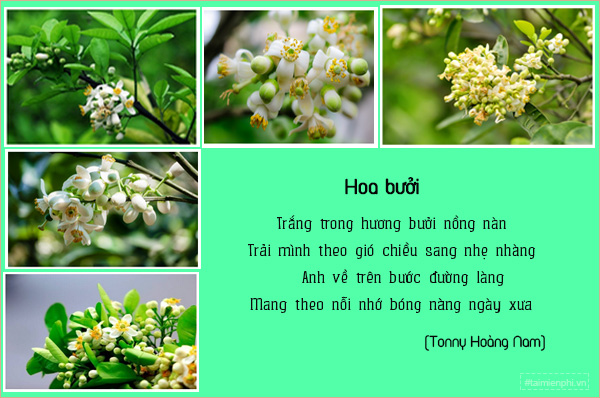 Hoa bưởi
Trắng trong hương bưởi nồng nàn
Trải mình theo gió chiều sang nhẹ nhàng
Anh về trên bước đường làng
Mang theo nỗi nhớ bóng nàng ngày xưa
(Tonny Hoàng Nam)
#taimienphi.vn